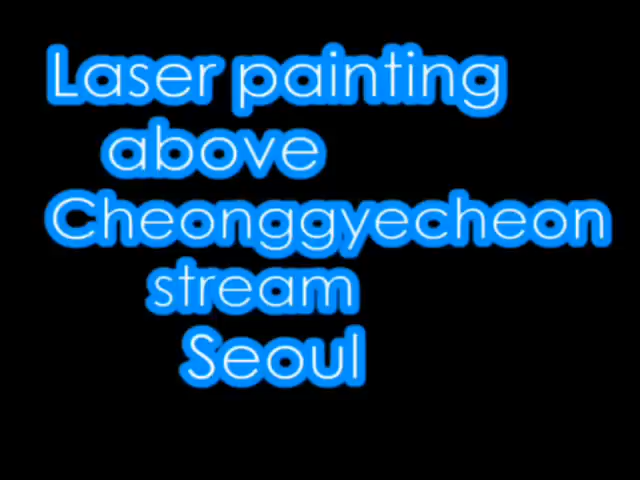 Laser painting
above
Cheonggyecheon
stream
Seoul